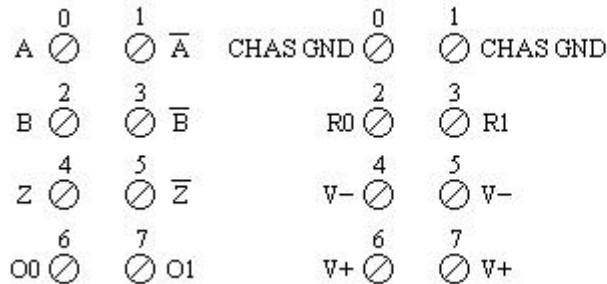 0 1 0 1
A A̅ CHAS GND CHAS GND
2 3 2 3
B B̅ R0 R1
4 5 4 5
Z Z̅ V− V−
6 7 6 7
O0 O1 V+ V+